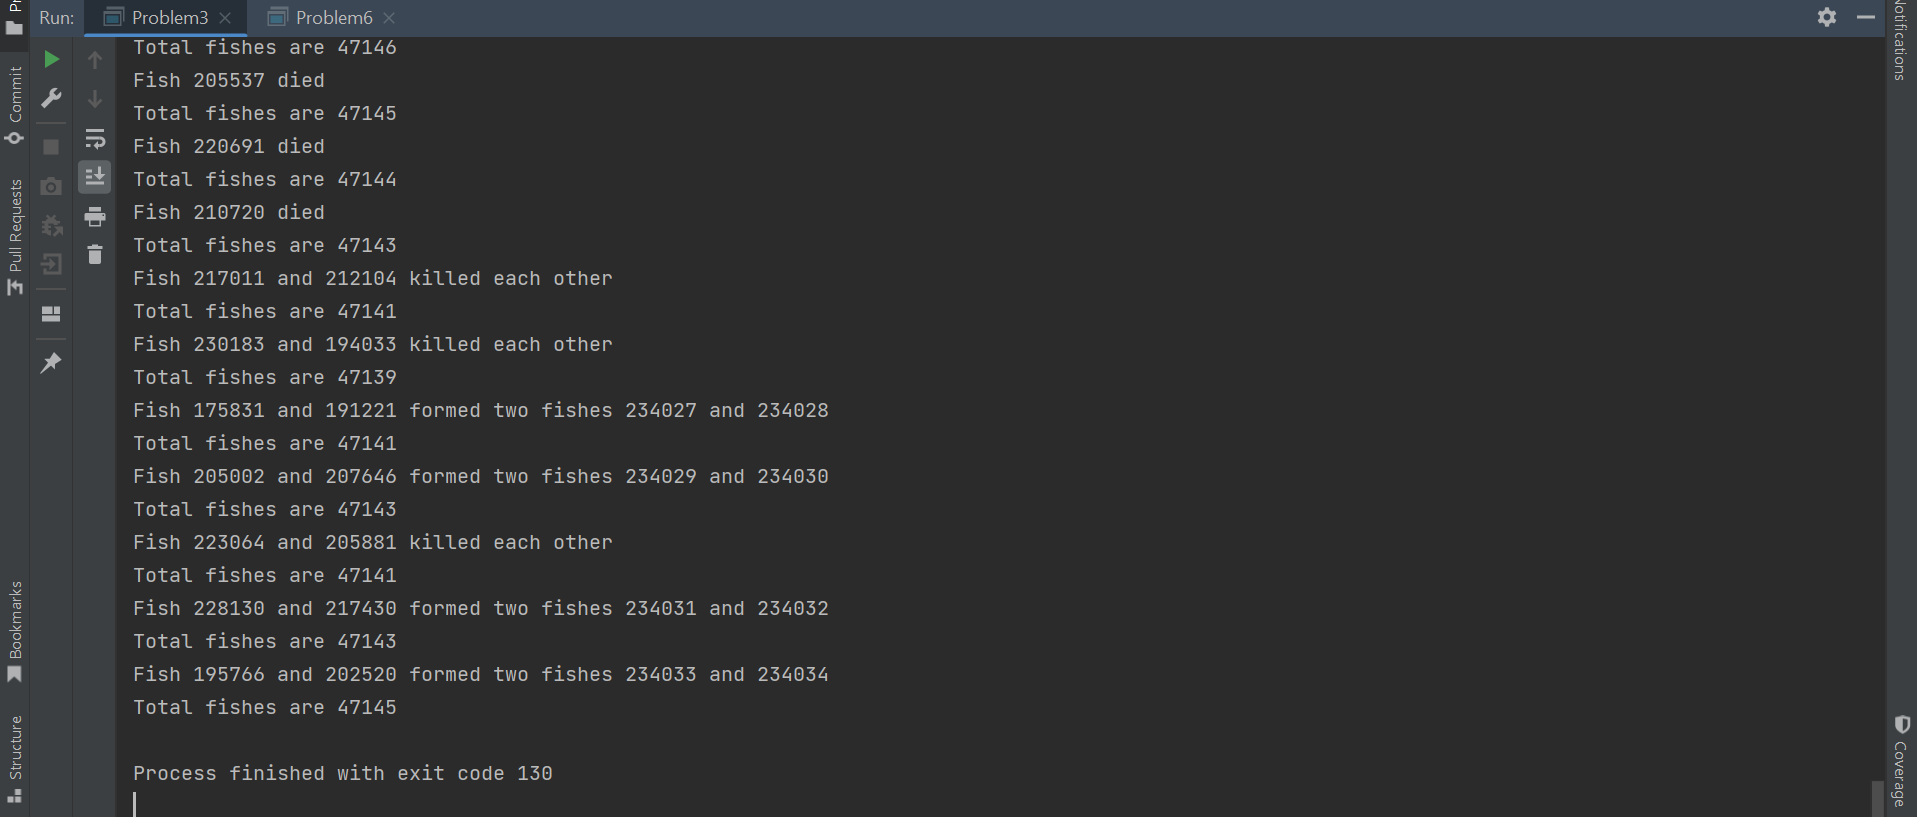 Run: Problem3 Problem6
Total fishes are 47146
Fish 205537 died
Total fishes are 47145
Fish 220691 died
Total fishes are 47144
Fish 210720 died
Total fishes are 47143
Fish 217011 and 212104 killed each other
Total fishes are 47141
Fish 230183 and 194033 killed each other
Total fishes are 47139
Fish 175831 and 191221 formed two fishes 234027 and 234028
Total fishes are 47141
Fish 205002 and 207646 formed two fishes 234029 and 234030
Total fishes are 47143
Fish 223064 and 205881 killed each other
Total fishes are 47141
Fish 228130 and 217430 formed two fishes 234031 and 234032
Total fishes are 47143
Fish 195766 and 202520 formed two fishes 234033 and 234034
Total fishes are 47145
Process finished with exit code 130
Commit
Pull Requests
Bookmarks
Structure
Notifications
Coverage